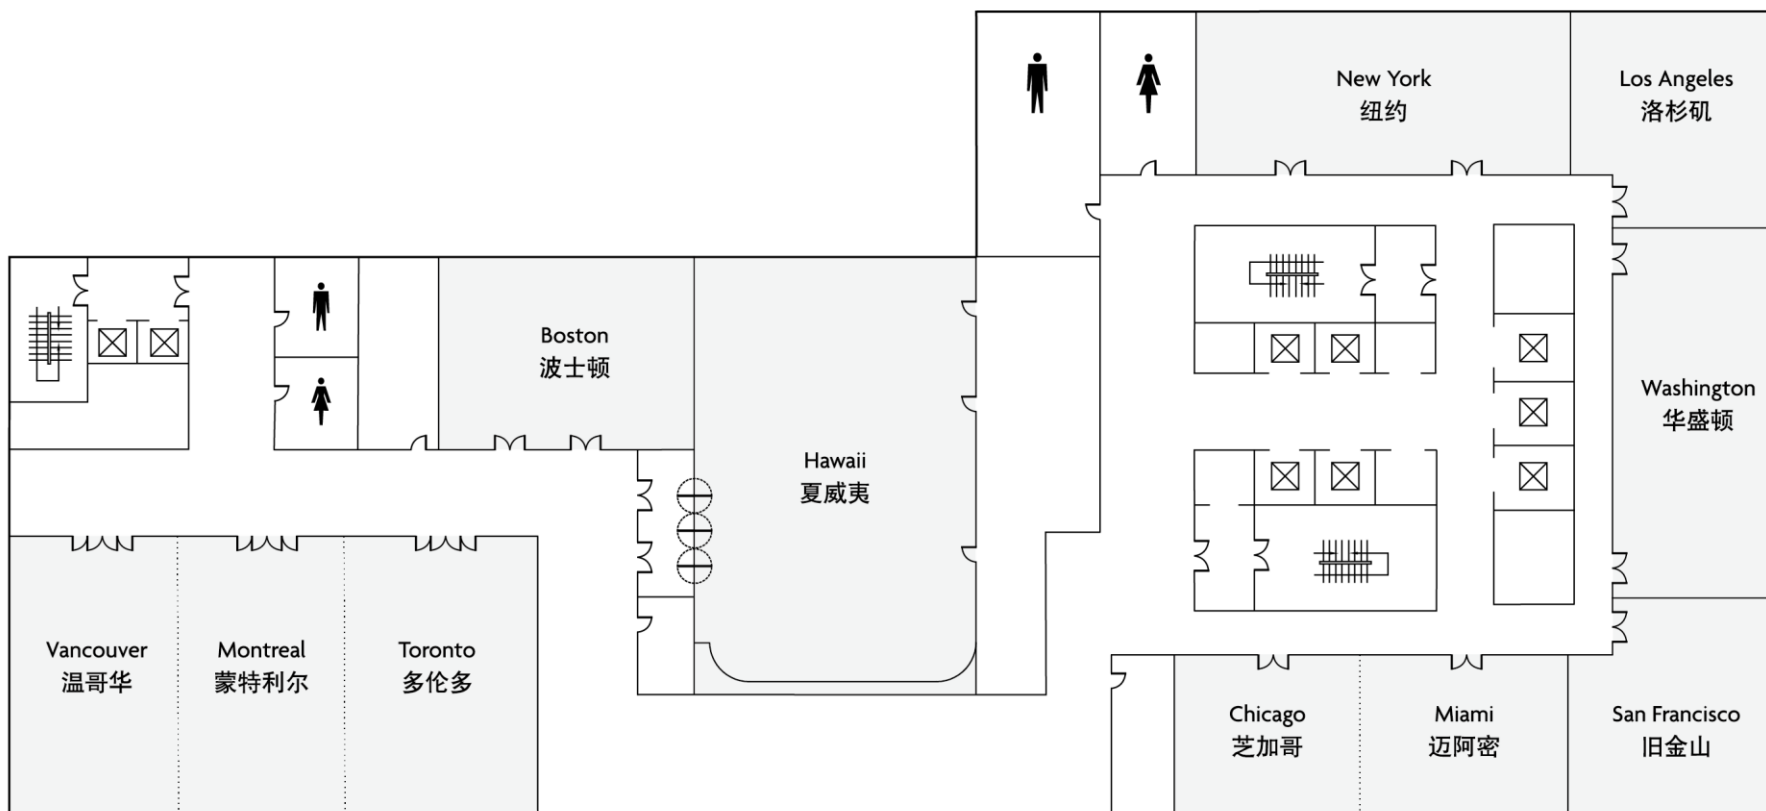 New York
纽约
Los Angeles
洛杉矶
Boston
波士顿
Washington
华盛顿
Hawaii
夏威夷
Vancouver
温哥华
Montreal
蒙特利尔
Toronto
多伦多
Chicago
芝加哥
Miami
迈阿密
San Francisco
旧金山